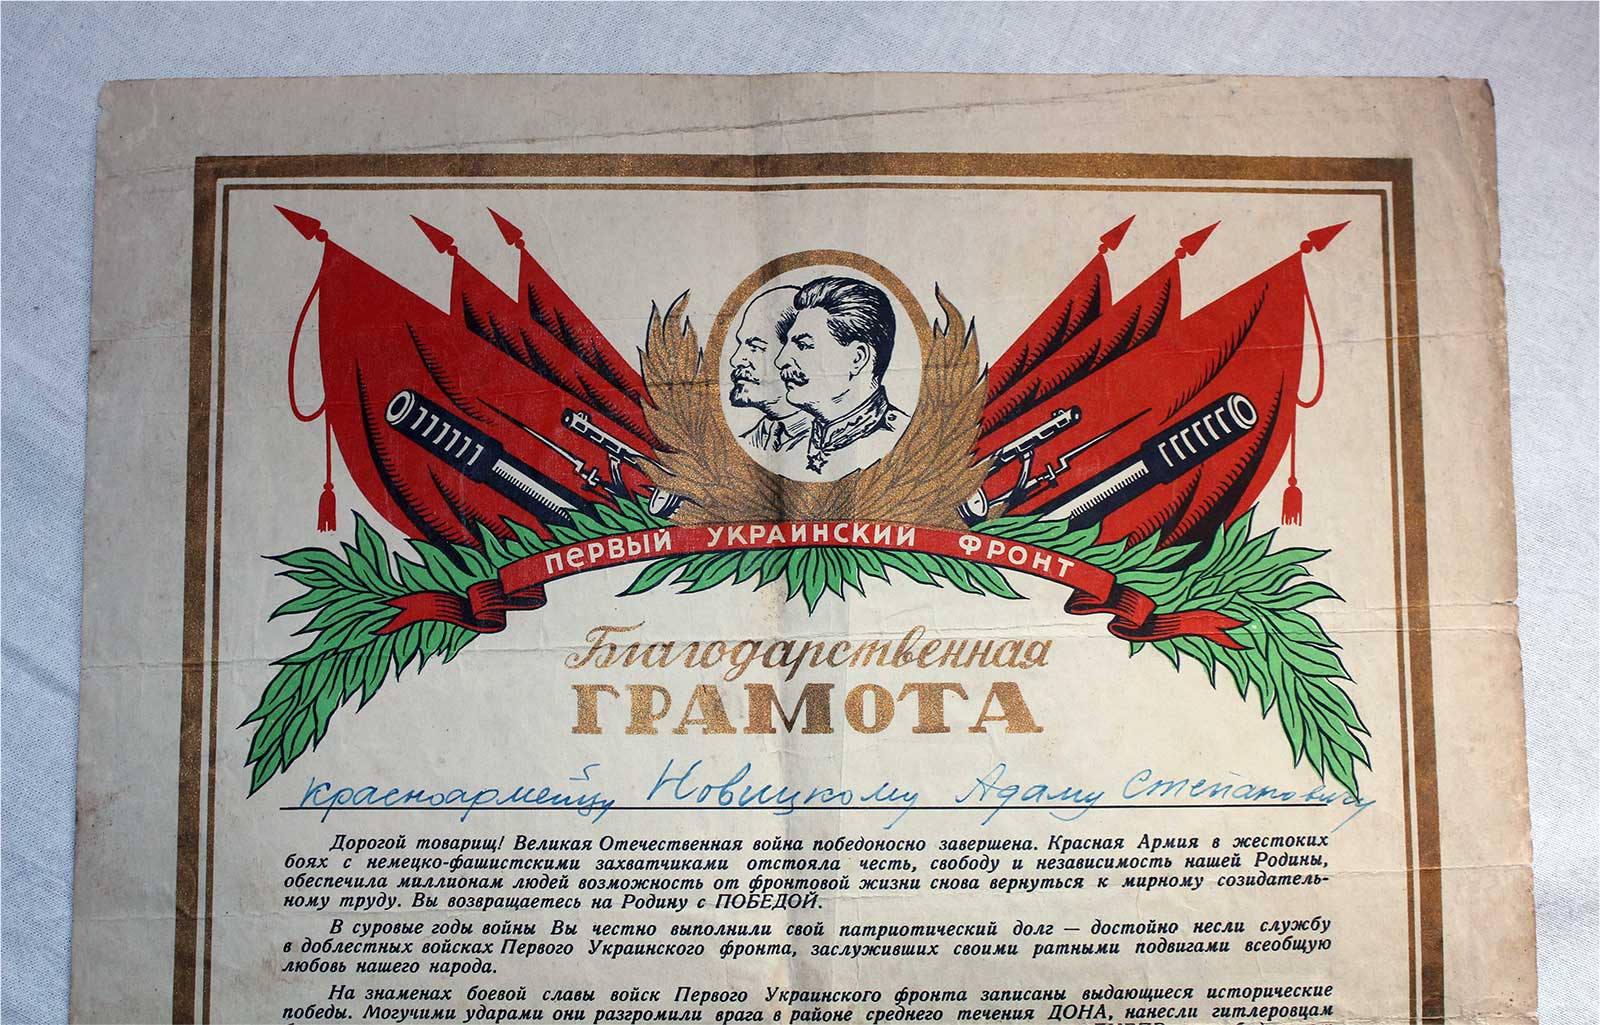 ПЕРВЫЙ УКРАИНСКИЙ ФРОНТ
Благодарственная
ГРАМОТА
красноармейцу Новицкому Адаму Степановичу
Дорогой товарищ! Великая Отечественная война победоносно завершена. Красная Армия в жестоких
боях с немецко-фашистскими захватчиками отстояла честь, свободу и независимость нашей Родины,
обеспечила миллионам людей возможность от фронтовой жизни снова вернуться к мирному созидатель-
ному труду. Вы возвращаетесь на Родину с ПОБЕДОЙ.
В суровые годы войны Вы честно выполнили свой патриотический долг — достойно несли службу
в доблестных войсках Первого Украинского фронта, заслуживших своими ратными подвигами всеобщую
любовь нашего народа.
На знаменах боевой славы войск Первого Украинского фронта записаны выдающиеся исторические
победы. Могучими ударами они разгромили врага в районе среднего течения ДОНА, нанесли гитлеровцам